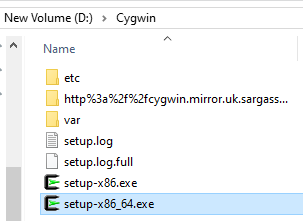 New Volume (D:) > Cygwin
Name
etc
http%3a%2f%2fcygwin.mirror.uk.sargass...
var
setup.log
setup.log.full
setup-x86.exe
setup-x86_64.exe